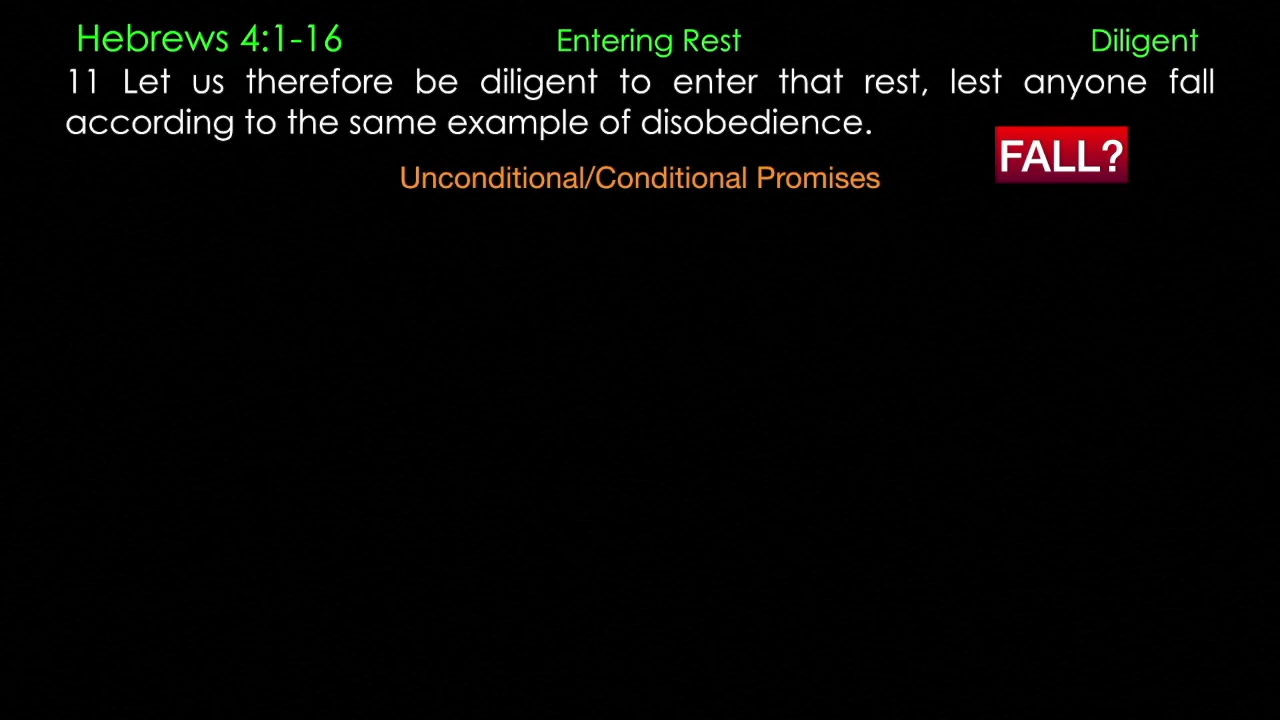 Hebrews 4:1-16 Entering Rest Diligent
11 Let us therefore be diligent to enter that rest, lest anyone fall
according to the same example of disobedience.
FALL?
Unconditional/Conditional Promises